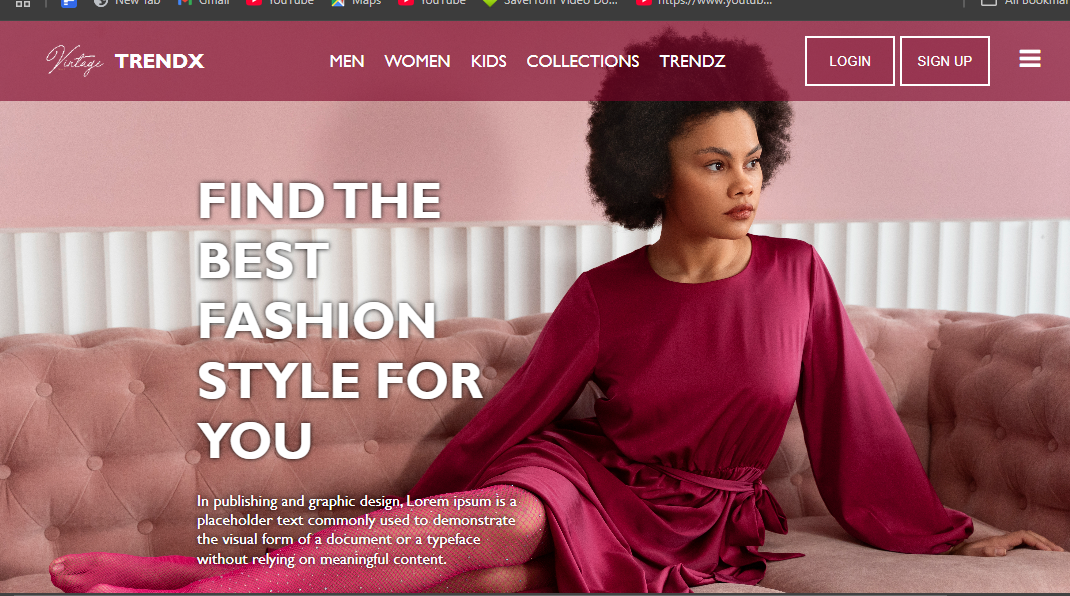 New Tab Gmail YouTube Maps YouTube SaveFrom Video Do... https://www.youtub... All Bookmar
Vintage TRENDX MEN WOMEN KIDS COLLECTIONS TRENDZ LOGIN SIGN UP
FIND THE
BEST
FASHION
STYLE FOR
YOU
In publishing and graphic design, Lorem ipsum is a
placeholder text commonly used to demonstrate
the visual form of a document or a typeface
without relying on meaningful content.